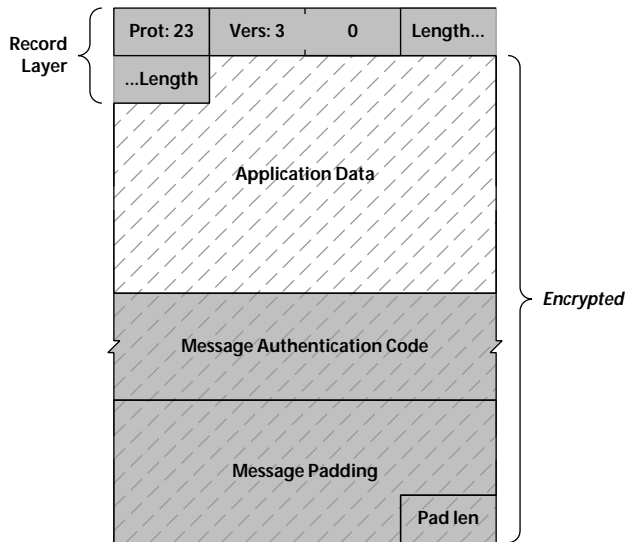 Record
Layer
Prot: 23 Vers: 3 0 Length...
...Length
Application Data
Encrypted
Message Authentication Code
Message Padding
Pad len